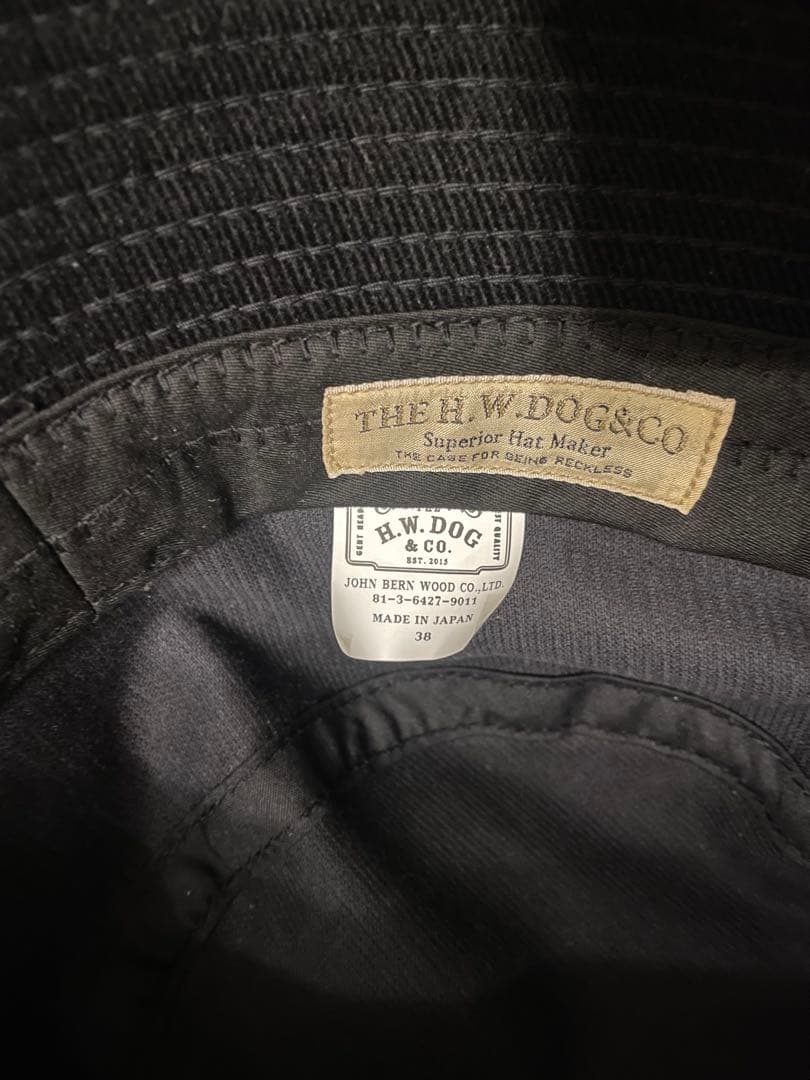 THE H.W.DOG&CO
Superior Hat Maker
THE CASE FOR BEING RECKLESS
THE
H.W.DOG
& CO.
EST. 2015
JOHN BERN WOOD CO.,LTD.
81-3-6427-9011
MADE IN JAPAN
38